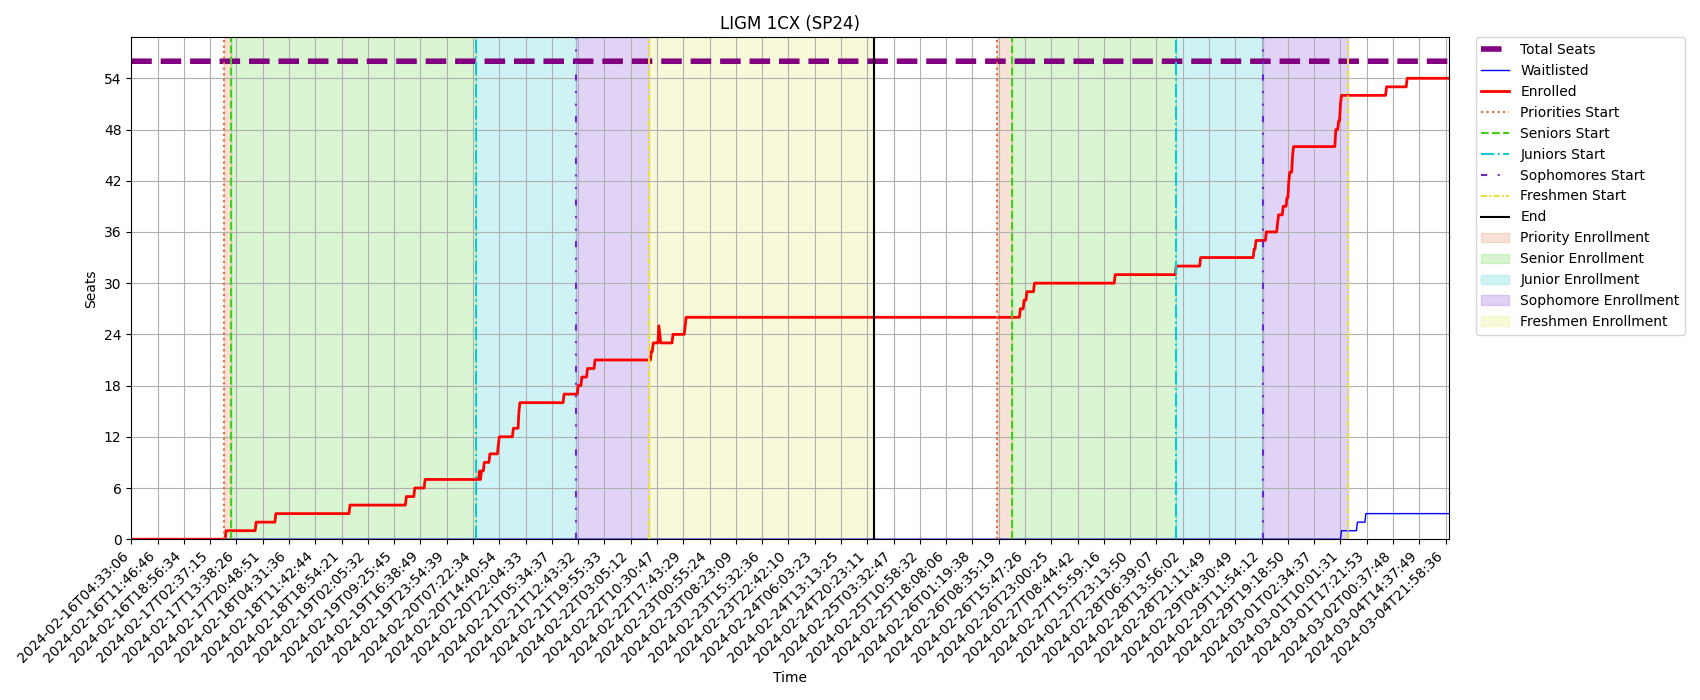 LIGM 1CX (SP24)
Seats
54
48
42
36
30
24
18
12
6
0
2024-02-16T04:33:06
2024-02-16T11:46:46
2024-02-16T18:56:34
2024-02-17T02:37:15
2024-02-17T13:38:26
2024-02-17T20:48:51
2024-02-18T04:31:36
2024-02-18T11:42:44
2024-02-18T18:54:21
2024-02-19T02:05:32
2024-02-19T09:25:45
2024-02-19T16:38:49
2024-02-19T23:54:39
2024-02-20T07:22:34
2024-02-20T14:40:54
2024-02-21T05:34:37
2024-02-21T12:43:32
2024-02-21T19:55:33
2024-02-22T03:05:12
2024-02-22T10:30:47
2024-02-22T17:43:29
2024-02-23T00:55:24
2024-02-23T08:23:09
2024-02-23T15:32:36
2024-02-23T22:42:10
2024-02-24T06:03:23
2024-02-24T13:13:25
2024-02-24T20:23:11
2024-02-25T03:32:47
2024-02-25T10:58:32
2024-02-25T18:08:06
2024-02-26T01:19:38
2024-02-26T08:35:19
2024-02-26T15:47:26
2024-02-26T23:00:25
2024-02-27T08:44:42
2024-02-27T15:59:16
2024-02-27T23:13:50
2024-02-28T06:39:07
2024-02-28T13:56:02
2024-02-28T21:11:49
2024-02-29T04:30:49
2024-02-29T11:54:12
2024-02-29T19:18:50
2024-03-01T02:34:37
2024-03-01T10:01:31
2024-03-01T17:21:53
2024-03-02T00:37:48
2024-03-04T14:37:49
2024-03-04T21:58:36
Time
Total Seats
Waitlisted
Enrolled
Priorities Start
Seniors Start
Juniors Start
Sophomores Start
Freshmen Start
End
Priority Enrollment
Senior Enrollment
Junior Enrollment
Sophomore Enrollment
Freshmen Enrollment